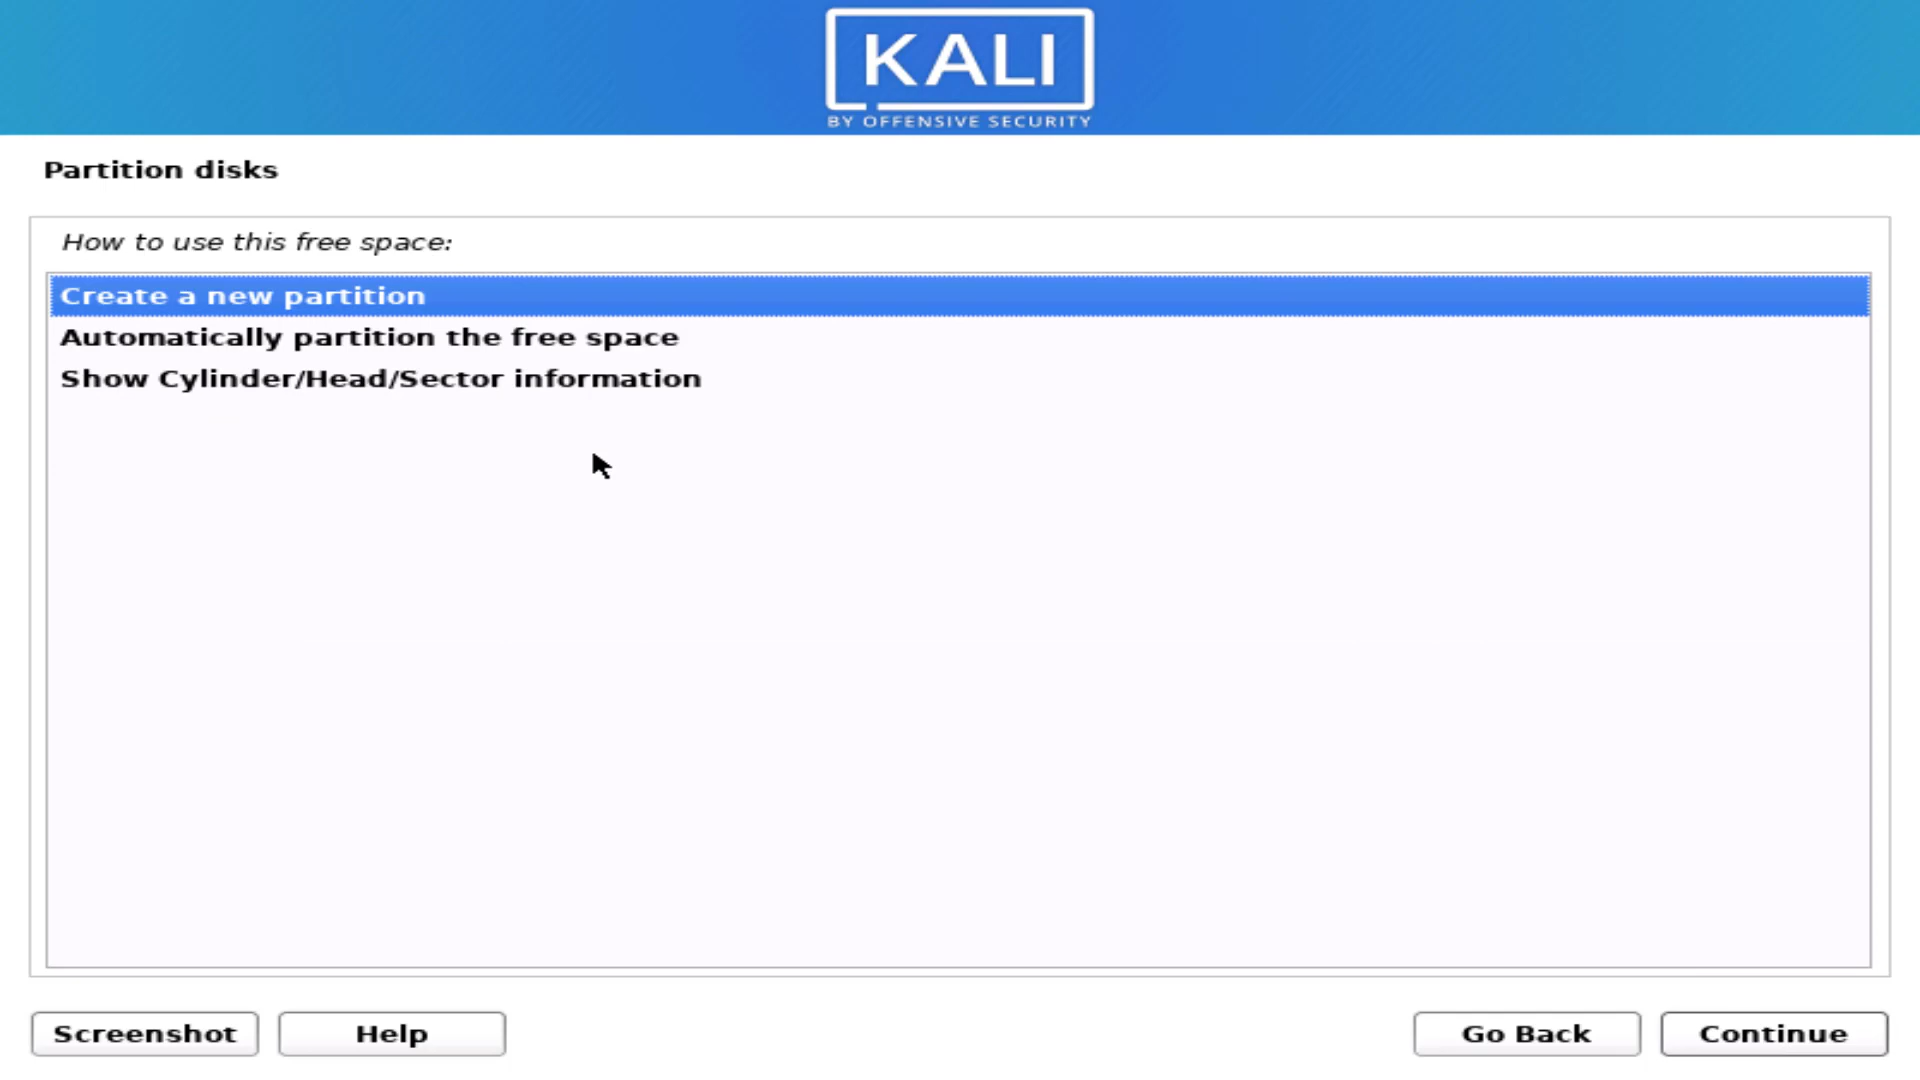 KALI
BY OFFENSIVE SECURITY
Partition disks
How to use this free space:
Create a new partition
Automatically partition the free space
Show Cylinder/Head/Sector information
Screenshot
Help
Go Back
Continue